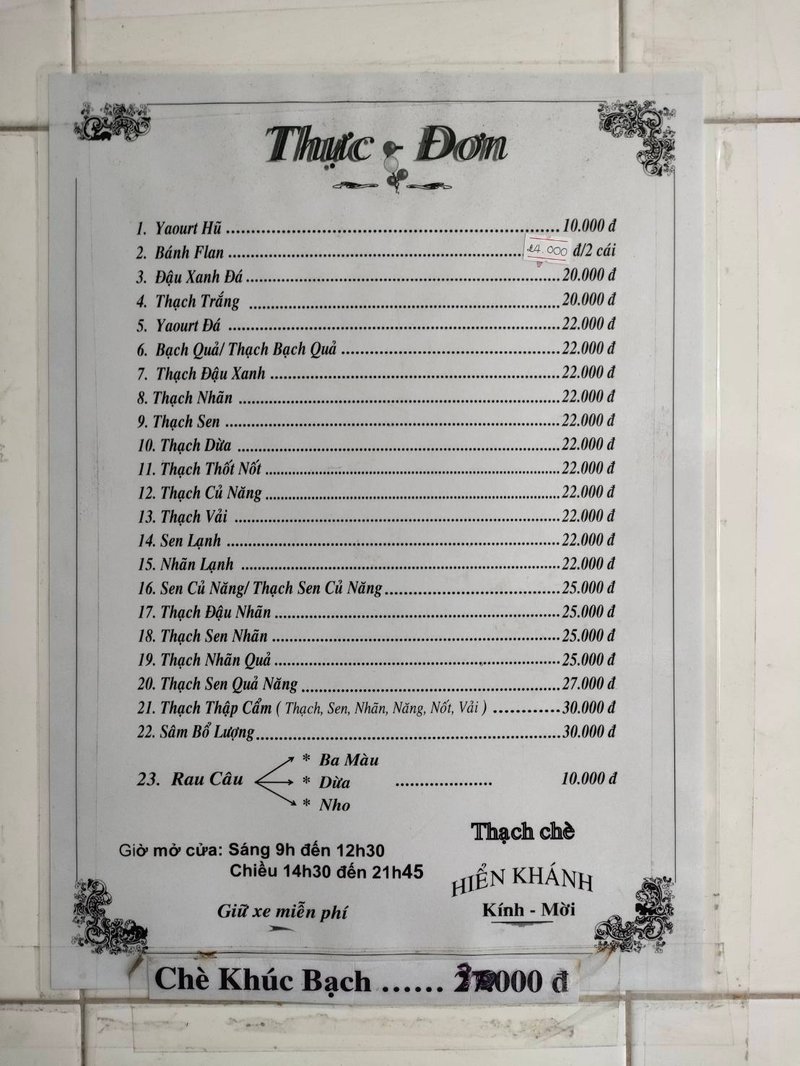 Thực - Đơn
1. Yaourt Hũ ........ 10.000 đ
2. Bánh Flan ........ 24.000 đ/2 cái
3. Đậu Xanh Đá ........ 20.000 đ
4. Thạch Trắng ........ 20.000 đ
5. Yaourt Đá ........ 22.000 đ
6. Bạch Quả/ Thạch Bạch Quả ........ 22.000 đ
7. Thạch Đậu Xanh ........ 22.000 đ
8. Thạch Nhãn ........ 22.000 đ
9. Thạch Sen ........ 22.000 đ
10. Thạch Dừa ........ 22.000 đ
11. Thạch Thốt Nốt ........ 22.000 đ
12. Thạch Củ Năng ........ 22.000 đ
13. Thạch Vải ........ 22.000 đ
14. Sen Lạnh ........ 22.000 đ
15. Nhãn Lạnh ........ 22.000 đ
16. Sen Củ Năng/ Thạch Sen Củ Năng ........ 25.000 đ
17. Thạch Đậu Nhãn ........ 25.000 đ
18. Thạch Sen Nhãn ........ 25.000 đ
19. Thạch Nhãn Quả ........ 25.000 đ
20. Thạch Sen Quả Năng ........ 27.000 đ
21. Thạch Thập Cẩm ( Thạch, Sen, Nhãn, Năng, Nốt, Vải ) ........ 30.000 đ
22. Sâm Bổ Lượng ........ 30.000 đ
* Ba Màu
23. Rau Câu * Dừa ........ 10.000 đ
* Nho
Thạch chè
HIỂN KHÁNH
Kính - Mời
Giờ mở cửa: Sáng 9h đến 12h30
Chiều 14h30 đến 21h45
Giữ xe miễn phí
Chè Khúc Bạch ...... 000 đ